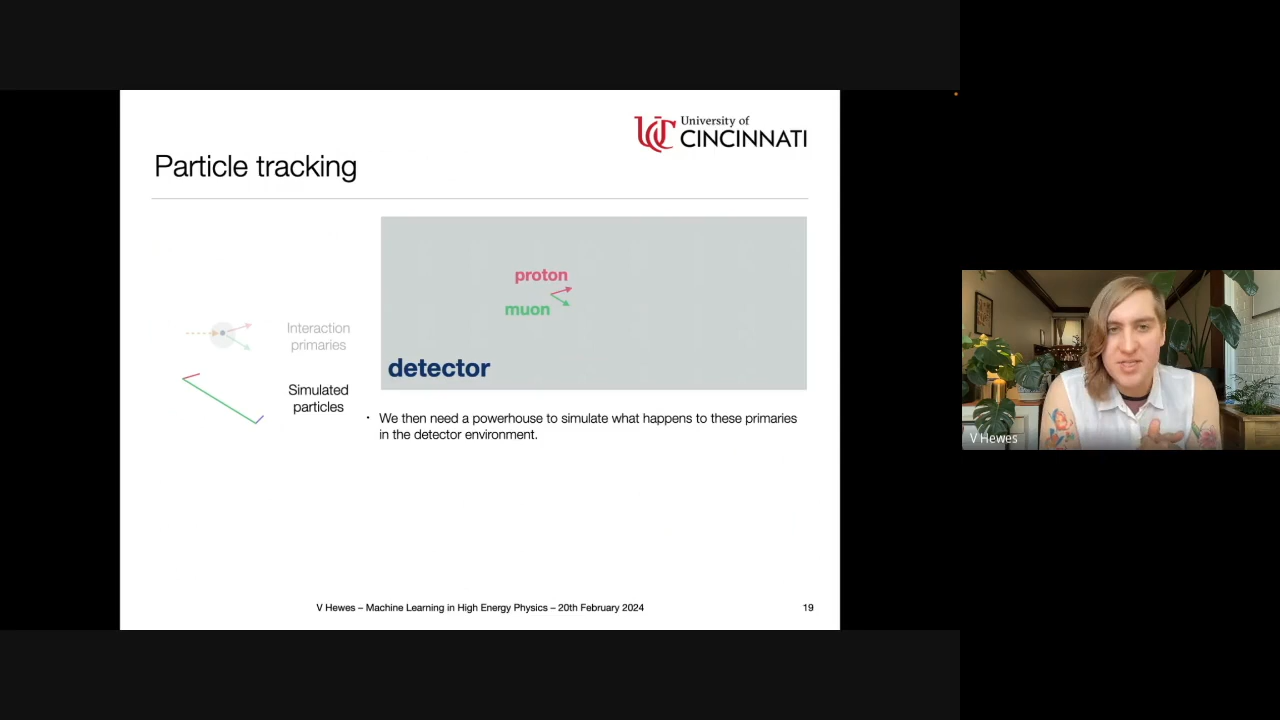 University of
CINCINNATI
Particle tracking
proton
muon
detector
Interaction
primaries
Simulated
particles
· We then need a powerhouse to simulate what happens to these primaries
in the detector environment.
V Hewes – Machine Learning in High Energy Physics – 20th February 2024
19
V Hewes